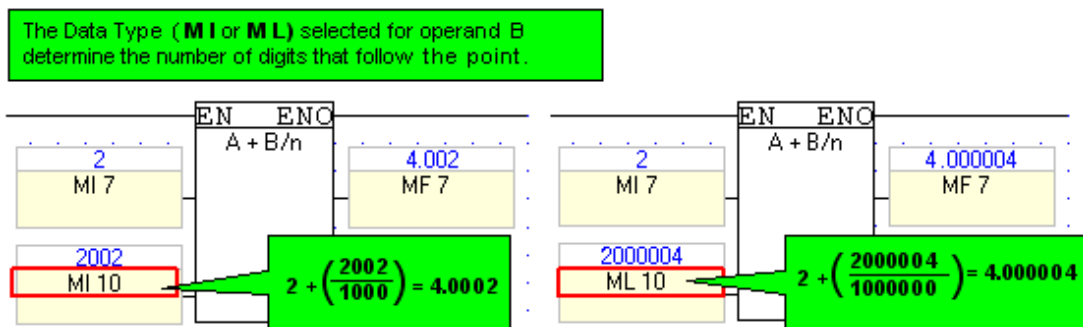 The Data Type (M I or M L) selected for operand B
determine the number of digits that follow the point.
EN ENO
A + B/n
2
MI 7
4.002
MF 7
2002
MI 10
2 + (2002/1000) = 4.0002
EN ENO
A + B/n
2
MI 7
4.000004
MF 7
2000004
ML 10
2 + (2000004/1000000) = 4.000004